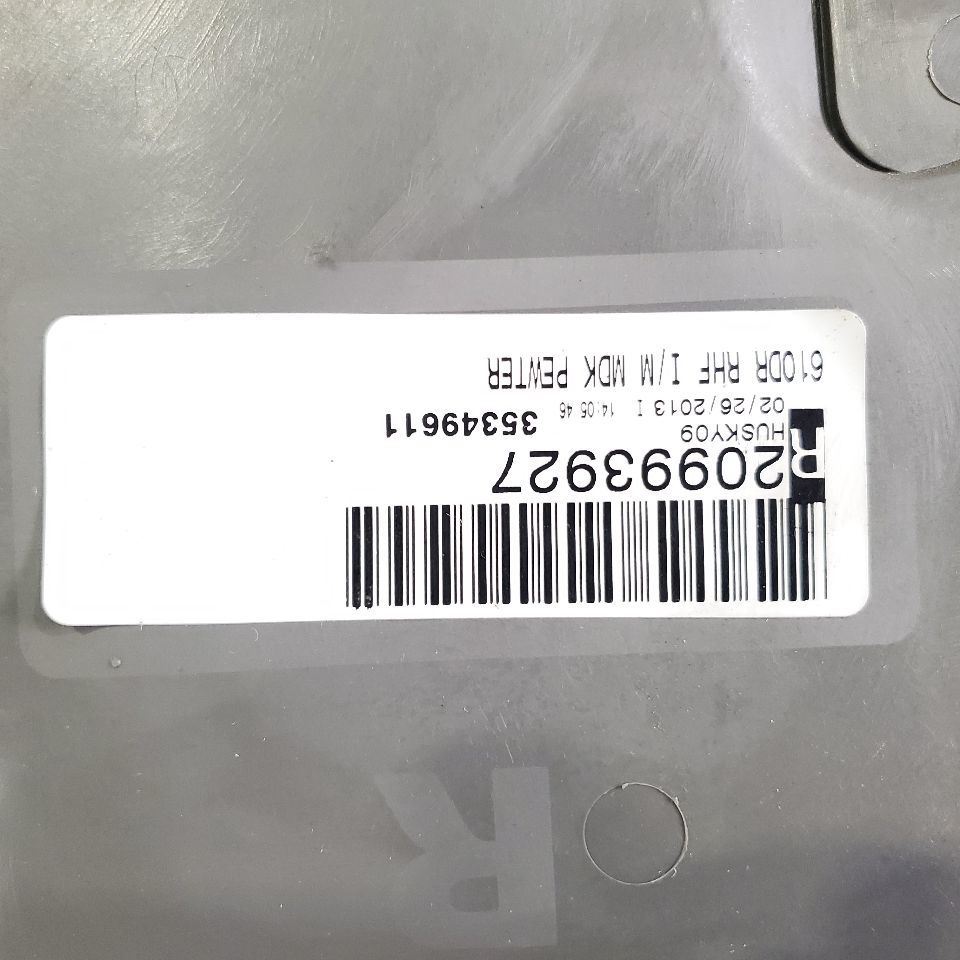 R
R 20993927
HUSKY09
02/26/2013 I 14:05:46 35349611
610DR RHF I/M MDK PEWTER